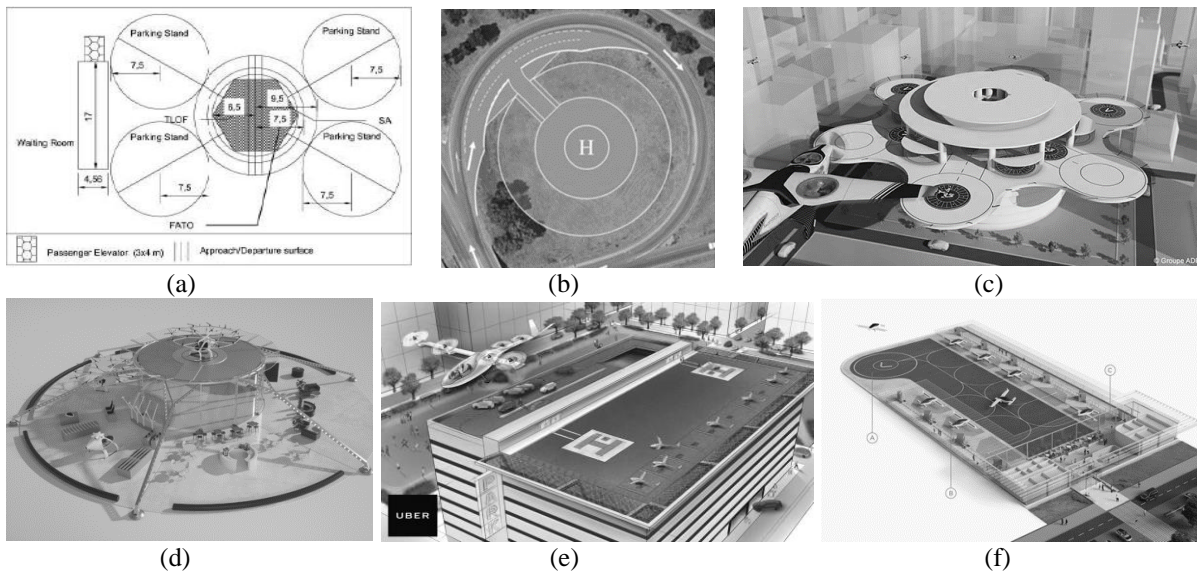 Parking Stand
Parking Stand
7,5
7,5
6,5
9,5
7,5
TLOF
SA
17
Parking Stand
Parking Stand
Waiting Room
4,56
7,5
7,5
FATO
Passenger Elevator (3x4 m)
Approach/Departure surface
H
© Groupe ADP
(a)
(b)
(c)
H
H
UBER
L
A
B
C
(d)
(e)
(f)